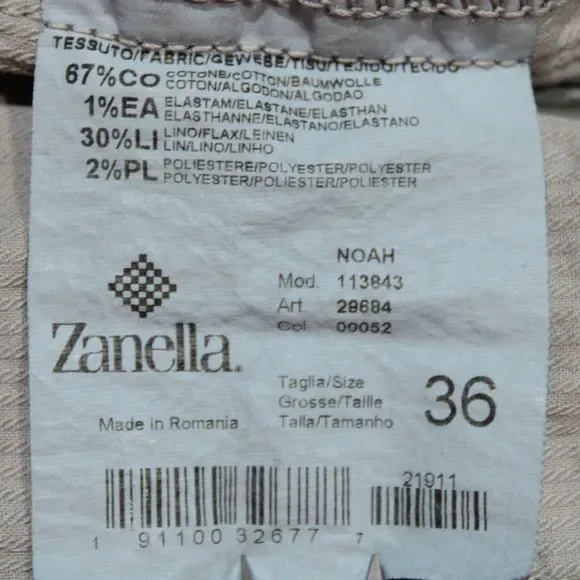 TESSUTO/FABRIC/GEWEBE/TISU/TEJIDO/TECIDO
67%CO COTONE/COTTON/BAUMWOLLE
COTON/ALGODON/ALGODAO
1%EA ELASTAM/ELASTANE/ELASTHAN
ELASTHANNE/ELASTANO/ELASTANO
30%LI LINO/FLAX/LEINEN
LIN/LINO/LINHO
2%PL POLIESTERE/POLYESTER/POLYESTER
POLYESTER/POLIESTER/POLIESTER
NOAH
Mod. 113843
Art. 28684
Col 00052
Zanella.
Taglia/Size
Grosse/Taille
Talla/Tamanho
36
Made in Romania
21911
1 91100 32677 7